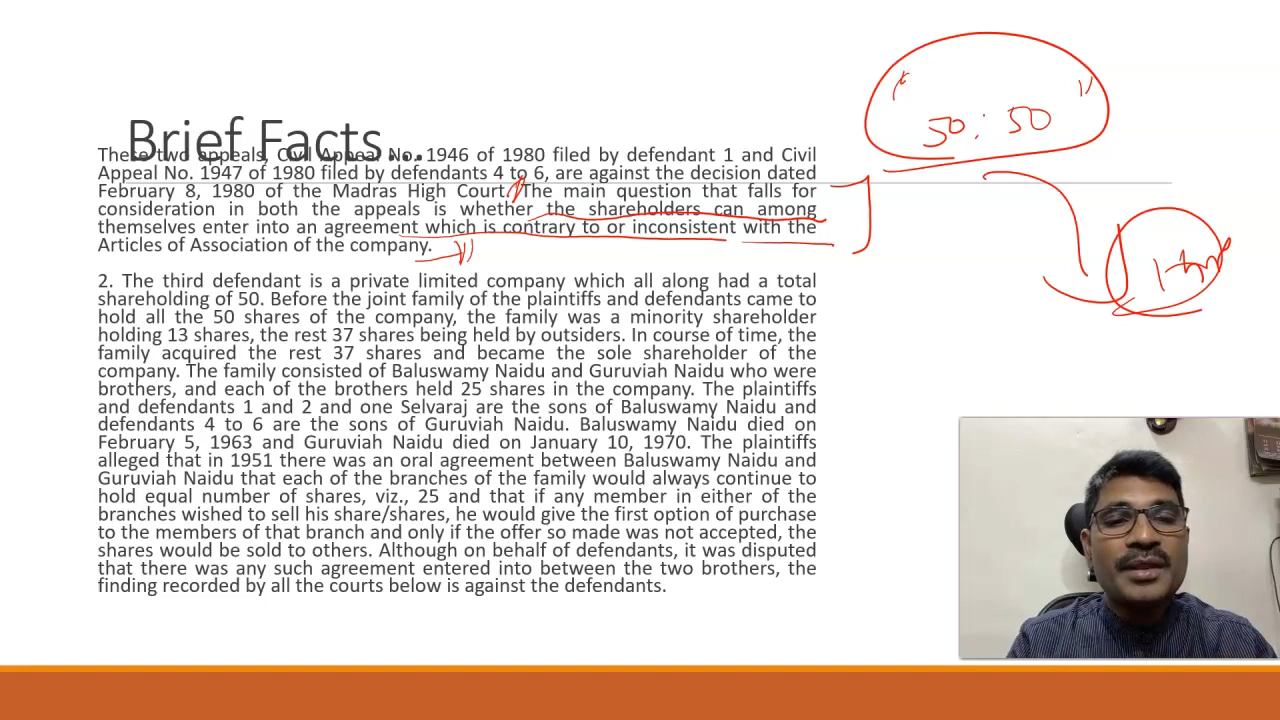 Brief Facts...
These two appeals, Civil Appeal No. 1946 of 1980 filed by defendant 1 and Civil
Appeal No. 1947 of 1980 filed by defendants 4 to 6, are against the decision dated
February 8, 1980 of the Madras High Court. The main question that falls for
consideration in both the appeals is whether the shareholders can among
themselves enter into an agreement which is contrary to or inconsistent with the
Articles of Association of the company.
2. The third defendant is a private limited company which all along had a total
shareholding of 50. Before the joint family of the plaintiffs and defendants came to
hold all the 50 shares of the company, the family was a minority shareholder
holding 13 shares, the rest 37 shares being held by outsiders. In course of time, the
family acquired the rest 37 shares and became the sole shareholder of the
company. The family consisted of Baluswamy Naidu and Guruviah Naidu who were
brothers, and each of the brothers held 25 shares in the company. The plaintiffs
and defendants 1 and 2 and one Selvaraj are the sons of Baluswamy Naidu and
defendants 4 to 6 are the sons of Guruviah Naidu. Baluswamy Naidu died on
February 5, 1963 and Guruviah Naidu died on January 10, 1970. The plaintiffs
alleged that in 1951 there was an oral agreement between Baluswamy Naidu and
Guruviah Naidu that each of the branches of the family would always continue to
hold equal number of shares, viz., 25 and that if any member in either of the
branches wished to sell his share/shares, he would give the first option of purchase
to the members of that branch and only if the offer so made was not accepted, the
shares would be sold to others. Although on behalf of defendants, it was disputed
that there was any such agreement entered into between the two brothers, the
finding recorded by all the courts below is against the defendants.
50 : 50